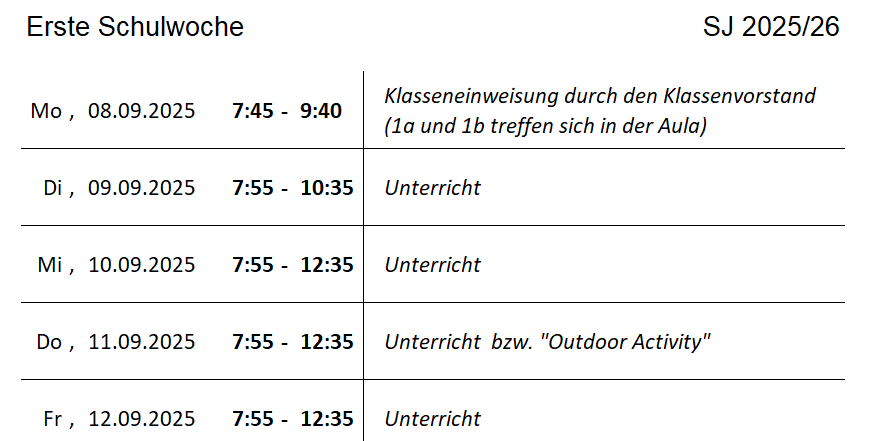 Erste Schulwoche SJ 2025/26
Mo , 08.09.2025 7:45 - 9:40 Klasseneinweisung durch den Klassenvorstand
(1a und 1b treffen sich in der Aula)
Di , 09.09.2025 7:55 - 10:35 Unterricht
Mi , 10.09.2025 7:55 - 12:35 Unterricht
Do , 11.09.2025 7:55 - 12:35 Unterricht bzw. "Outdoor Activity"
Fr , 12.09.2025 7:55 - 12:35 Unterricht